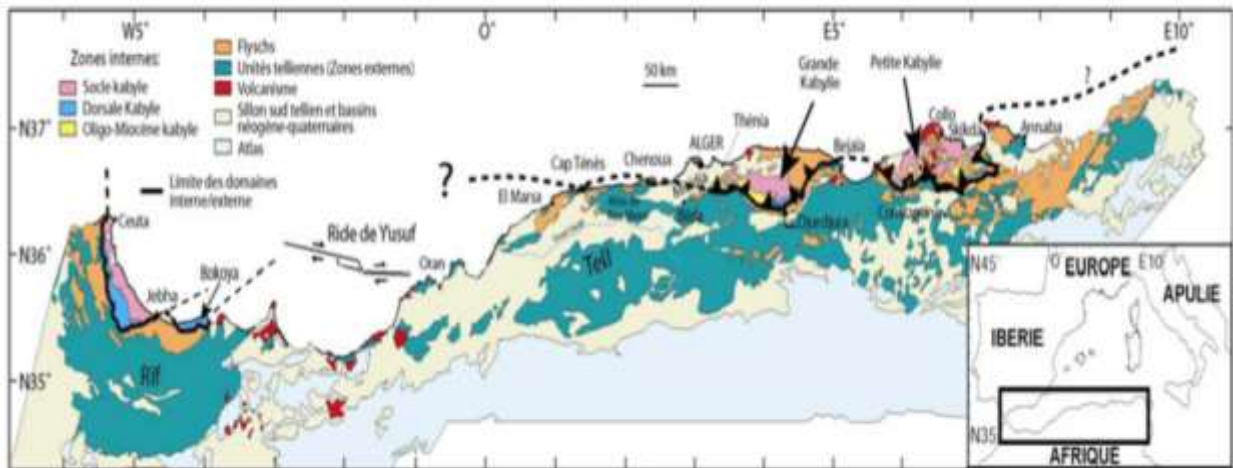 W5° O° E5° E10°
Zones internes:
Socle kabyle
Dorsale Kabyle
Oligo-Miocène kabyle
Flyschs
Unités telliennes (Zones externes)
Volcanisme
Sillon sud tellien et bassins
néogène-quaternaires
Atlas
Limite des domaines
Interne/externe
50 km
Grande
Kabylie
Petite Kabylie
?
N37°
N36°
N35°
Ceuta
Jebha
Bokoya
Rif
Ride de Yusuf
Oran
?
El Marsa
Cap Ténès
Chenoua
ALGER
Thénia
Bejaia
Collo
Skikda
Annaba
Tell
N45
O°
E10°
EUROPE
APULIE
IBERIE
N35
AFRIQUE